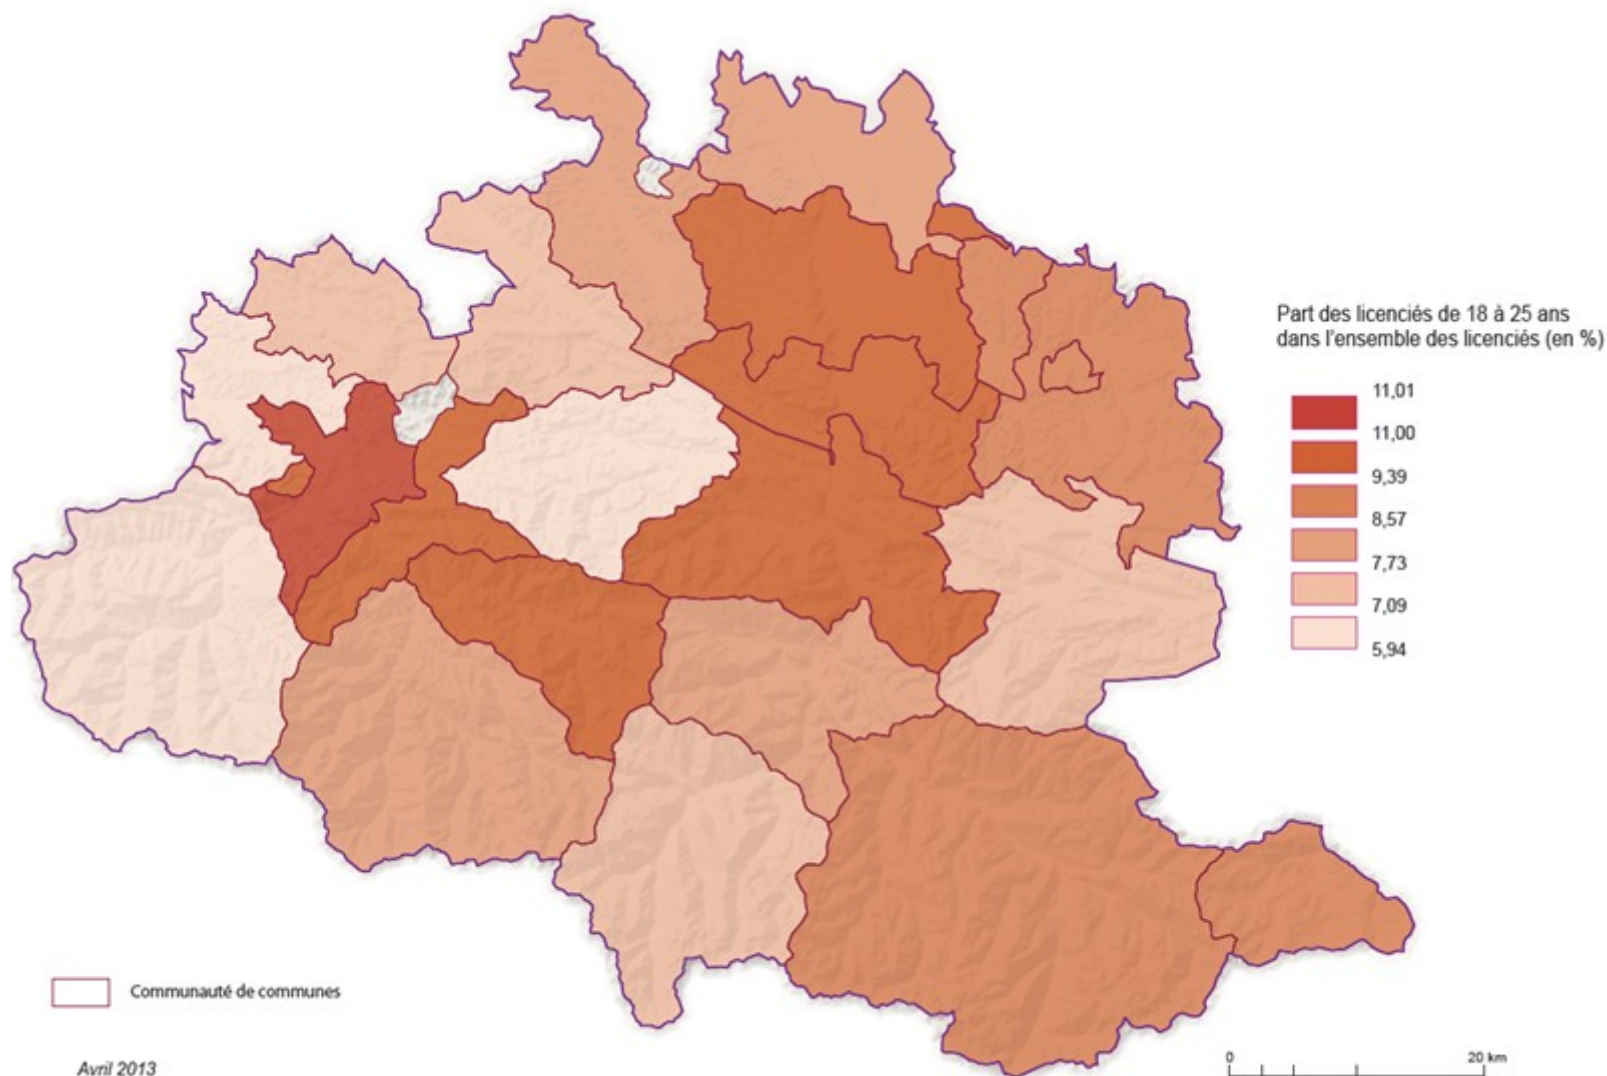 Part des licenciés de 18 à 25 ans
dans l'ensemble des licenciés (en %)
11,01
11,00
9,39
8,57
7,73
7,09
5,94
Communauté de communes
Avril 2013
0 20 km